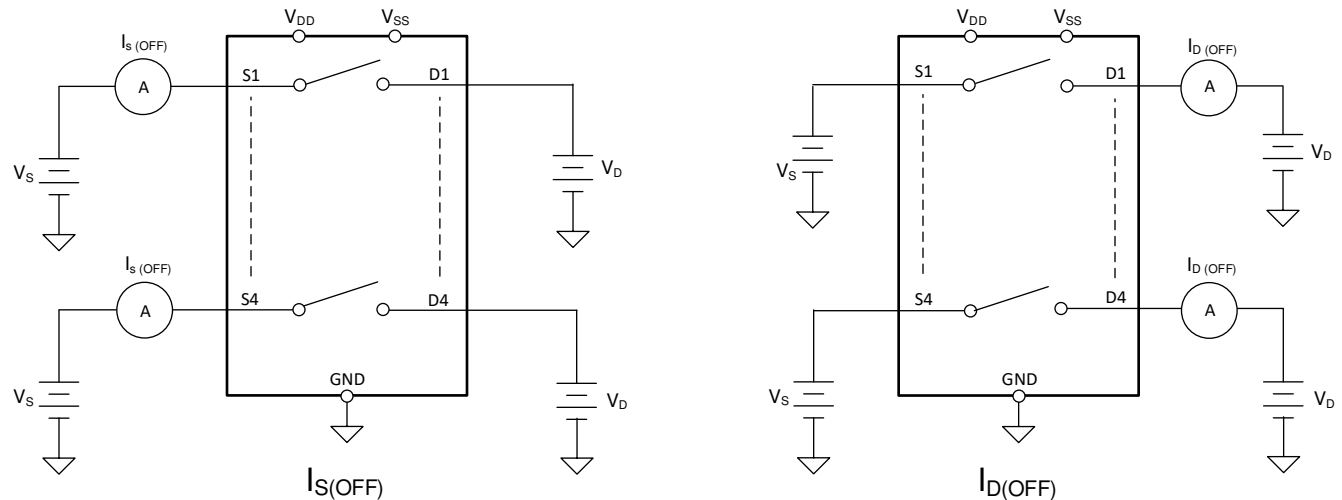 VDD VSS
Is (OFF)
A
S1 D1
VS
VD
Is (OFF)
A
S4 D4
VS
GND
VD
IS(OFF)
VDD VSS
ID (OFF)
S1 D1
A
VS
VD
ID (OFF)
S4 D4
A
VS
GND
VD
ID(OFF)